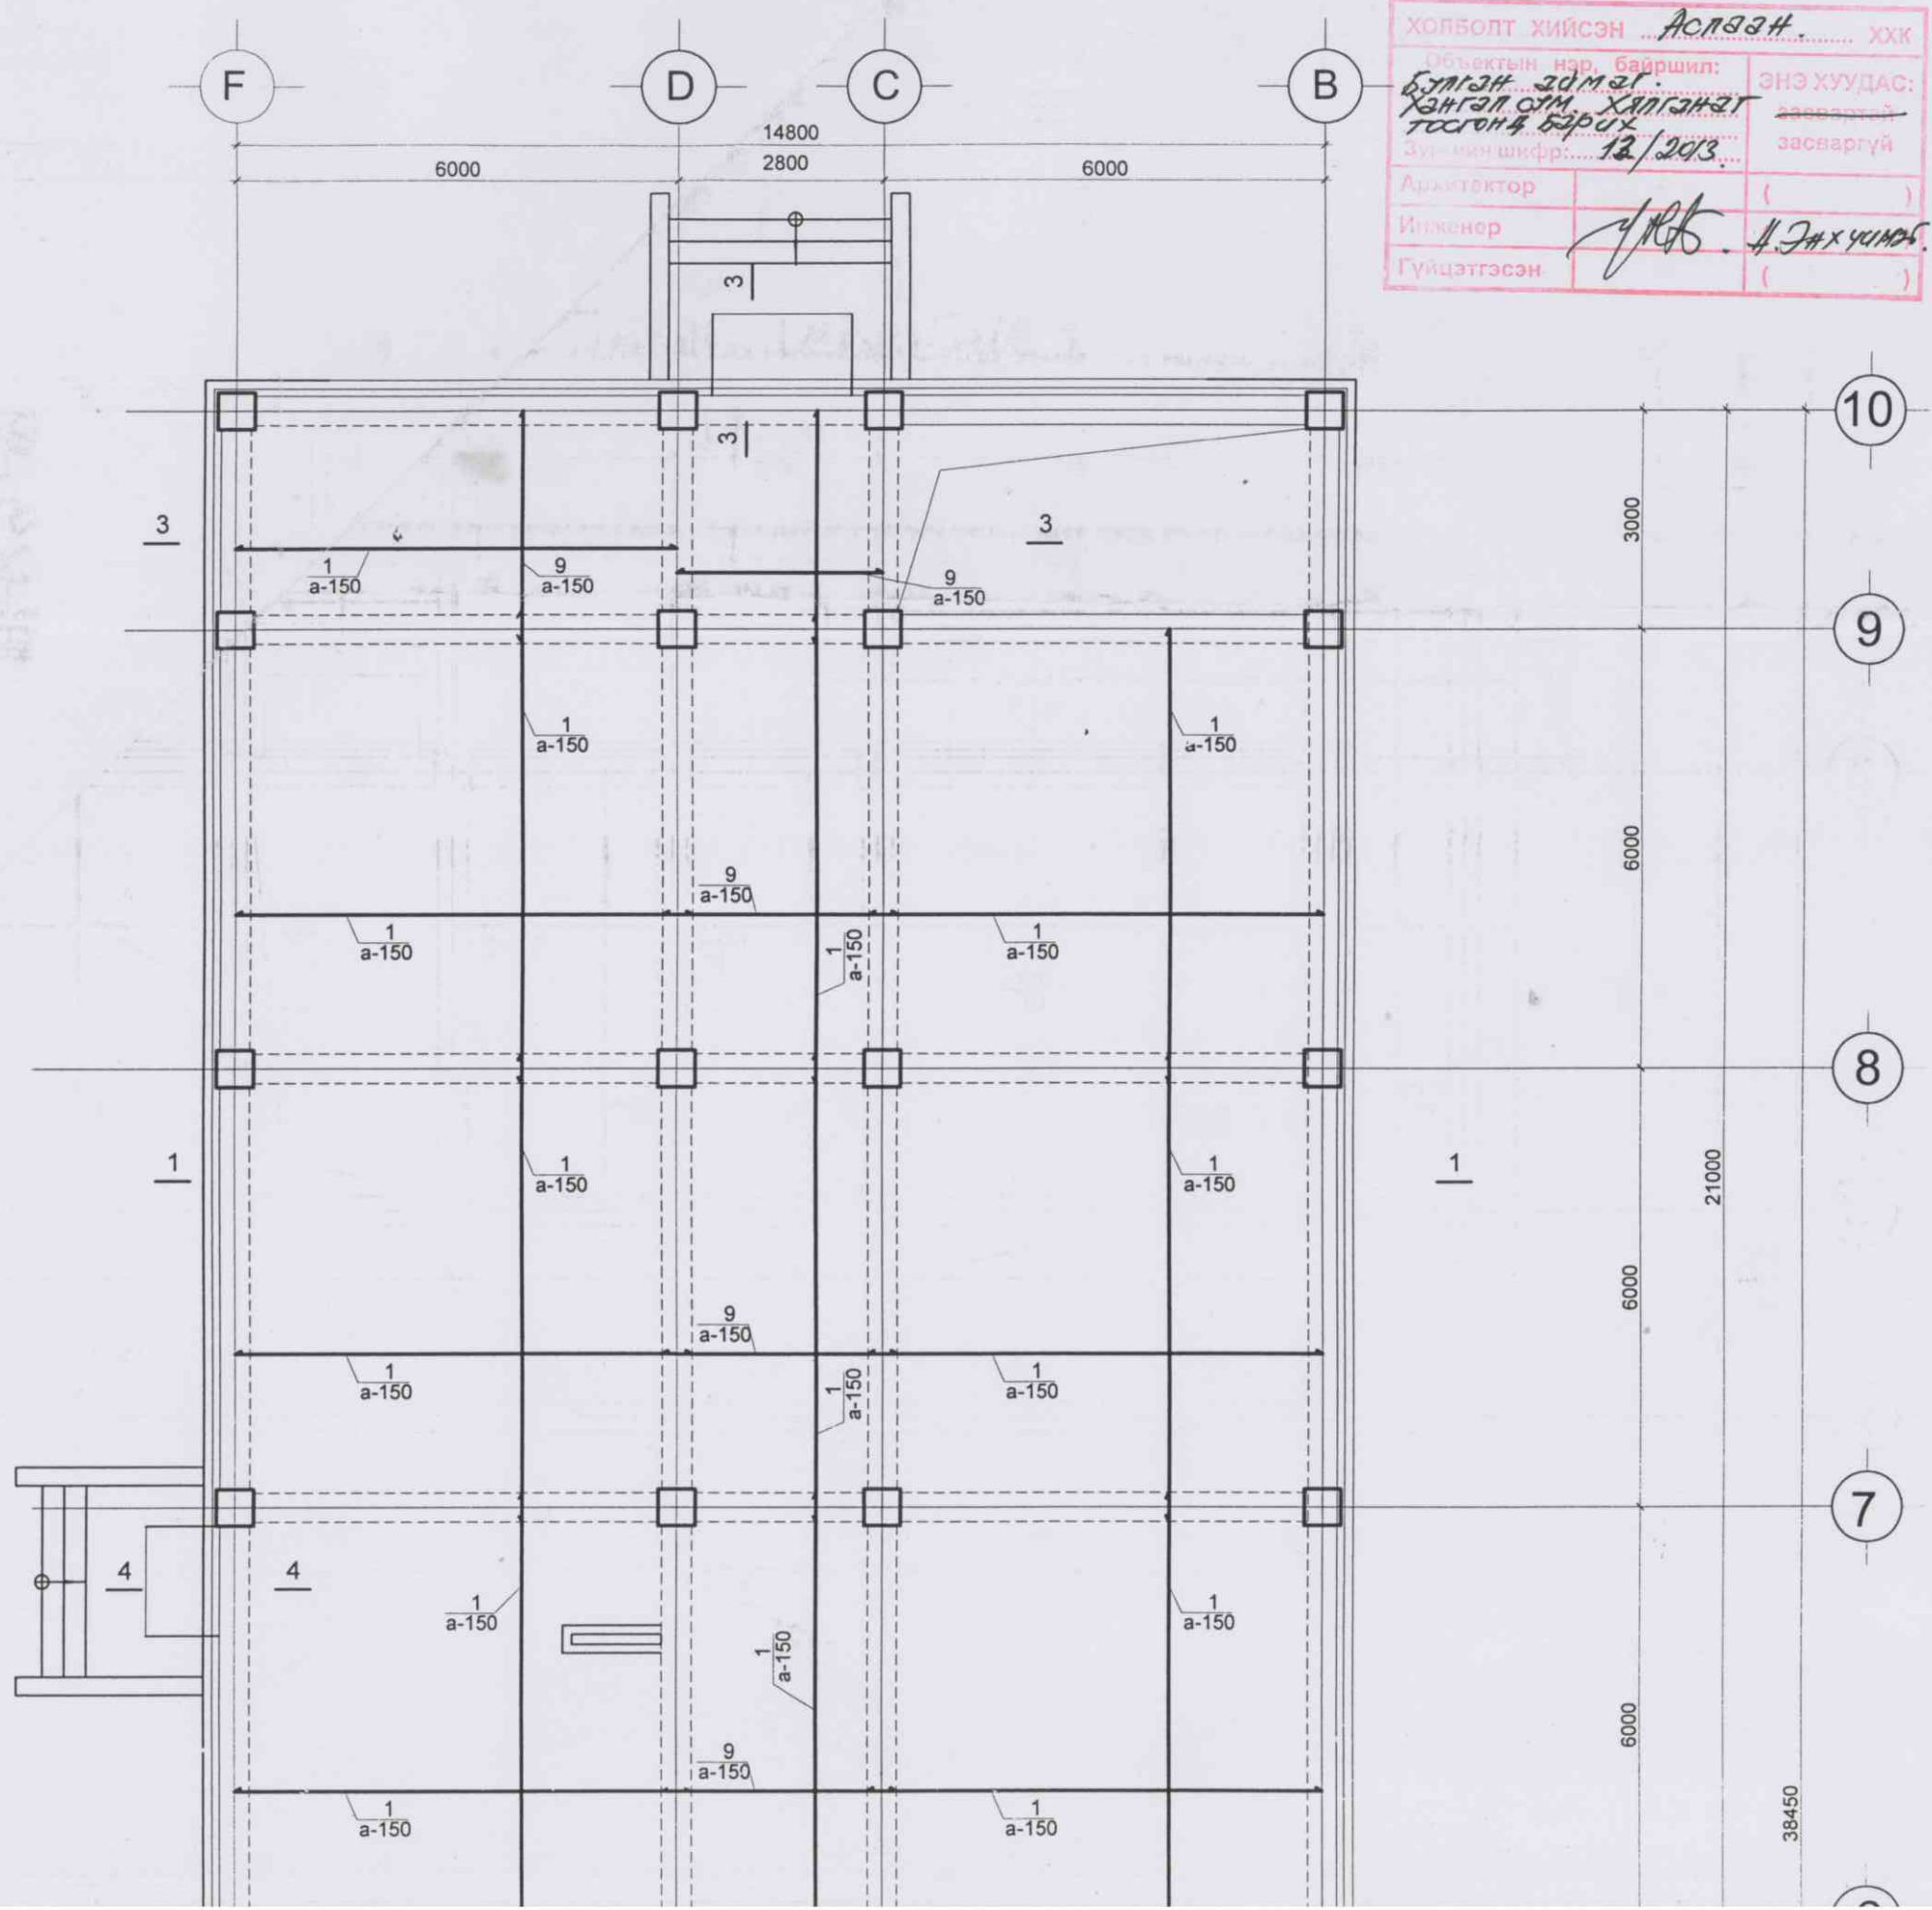 ХОЛБОЛТ ХИЙСЭН Аслаан. ХХК
Объектын нэр, байршил:
Булган аймаг.
Хангал сум. Хялганат
тосгонд барих
Зургийн шифр: 12/2013.
ЭНЭ ХУУДАС:
засвартай
засваргүй
Архитектор ( )
Инженер Н.Энхчимэг.
Гүйцэтгэсэн ( )
F
D
C
B
14800
6000
2800
6000
3
3
3
3
10
3000
1
a-150
9
a-150
9
a-150
9
1
a-150
1
a-150
6000
9
a-150
1
a-150
1
a-150
1
a-150
8
1
1
a-150
1
a-150
1
21000
6000
9
a-150
1
a-150
1
a-150
1
a-150
7
4
4
1
a-150
1
a-150
1
a-150
6000
9
a-150
1
a-150
1
a-150
38450